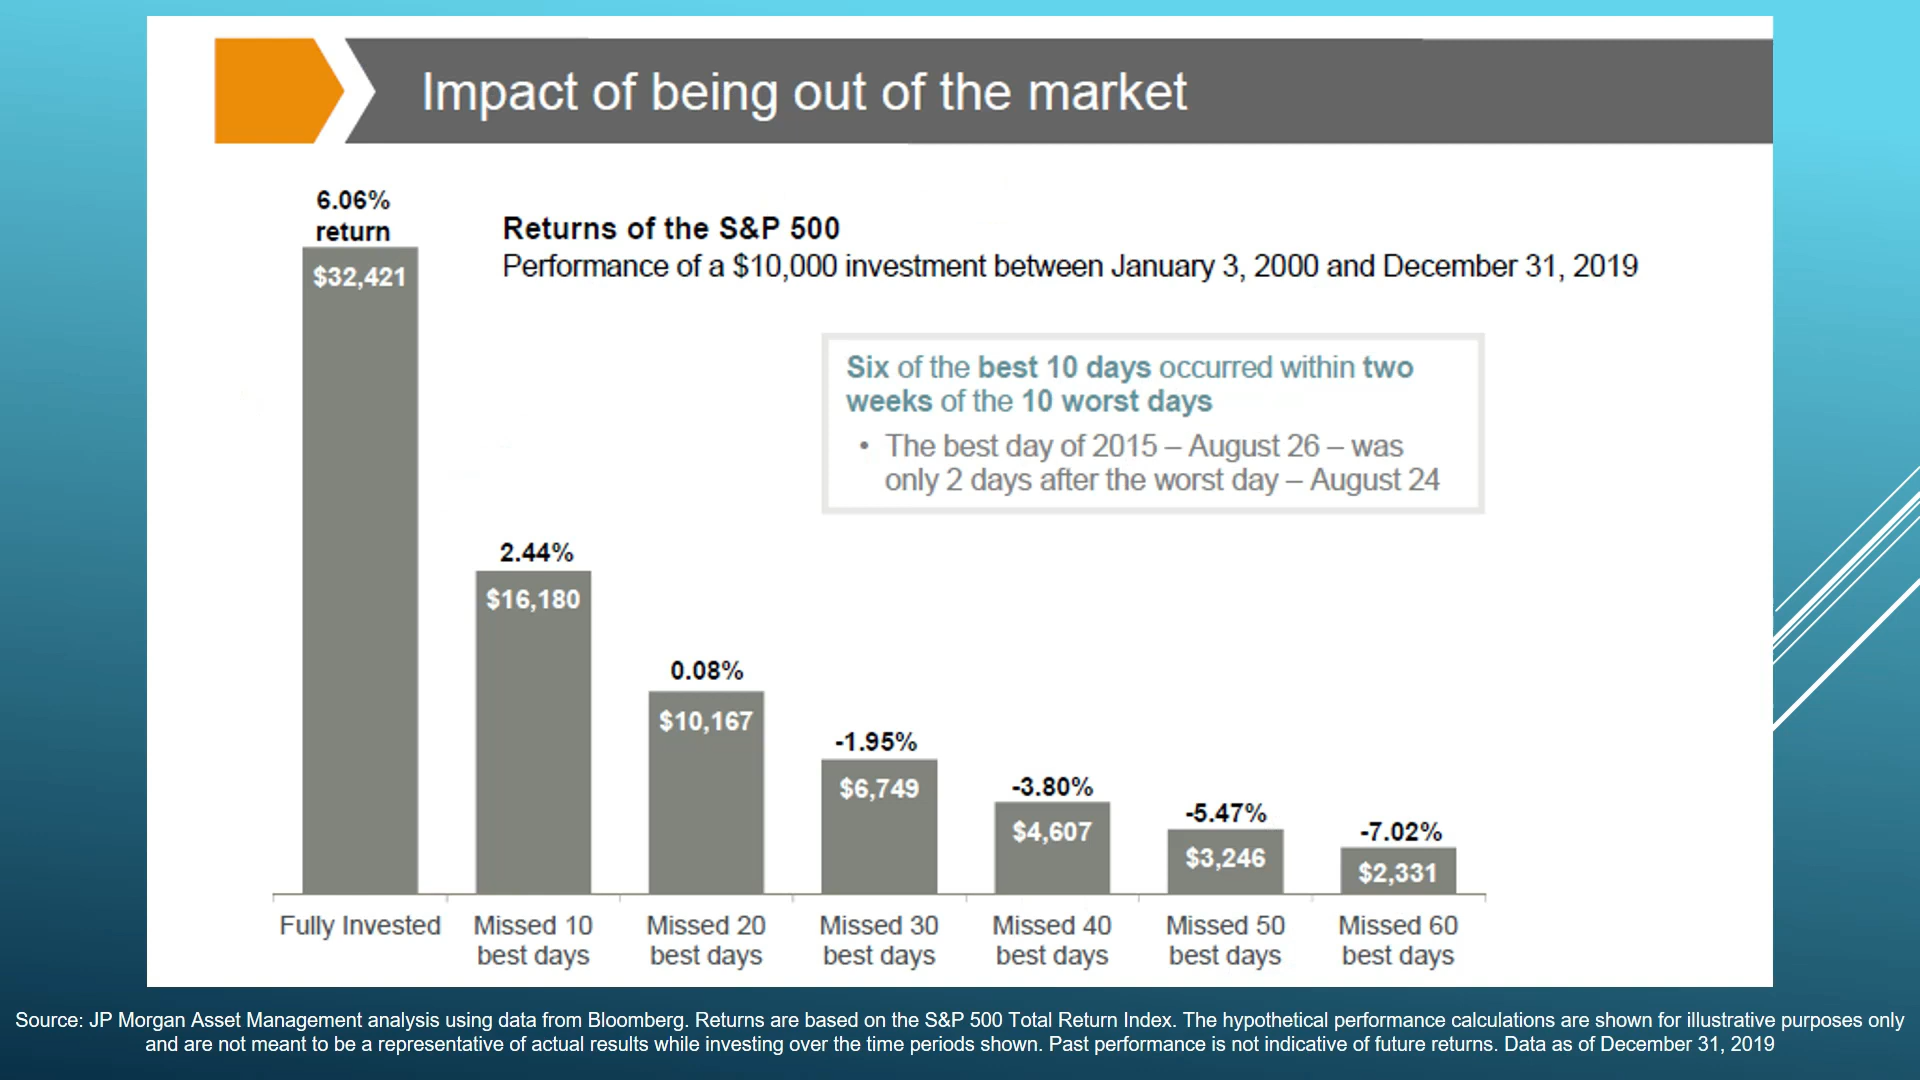 Impact of being out of the market
6.06%
return
$32,421
Returns of the S&P 500
Performance of a $10,000 investment between January 3, 2000 and December 31, 2019
Six of the best 10 days occurred within two
weeks of the 10 worst days
• The best day of 2015 – August 26 – was
only 2 days after the worst day – August 24
2.44%
$16,180
0.08%
$10,167
-1.95%
$6,749
-3.80%
$4,607
-5.47%
$3,246
-7.02%
$2,331
Fully Invested
Missed 10
best days
Missed 20
best days
Missed 30
best days
Missed 40
best days
Missed 50
best days
Missed 60
best days
Source: JP Morgan Asset Management analysis using data from Bloomberg. Returns are based on the S&P 500 Total Return Index. The hypothetical performance calculations are shown for illustrative purposes only
and are not meant to be a representative of actual results while investing over the time periods shown. Past performance is not indicative of future returns. Data as of December 31, 2019